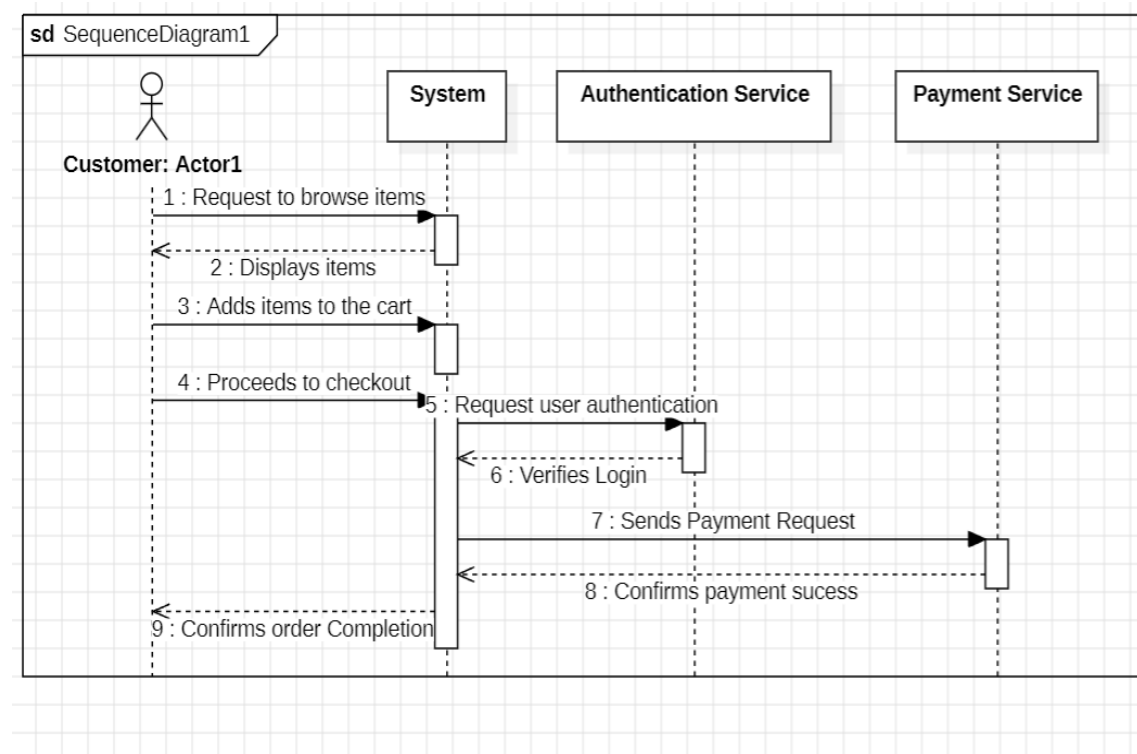 sd SequenceDiagram1
System
Authentication Service
Payment Service
Customer: Actor1
1 : Request to browse items
2 : Displays items
3 : Adds items to the cart
4 : Proceeds to checkout
5 : Request user authentication
6 : Verifies Login
7 : Sends Payment Request
8 : Confirms payment sucess
9 : Confirms order Completion